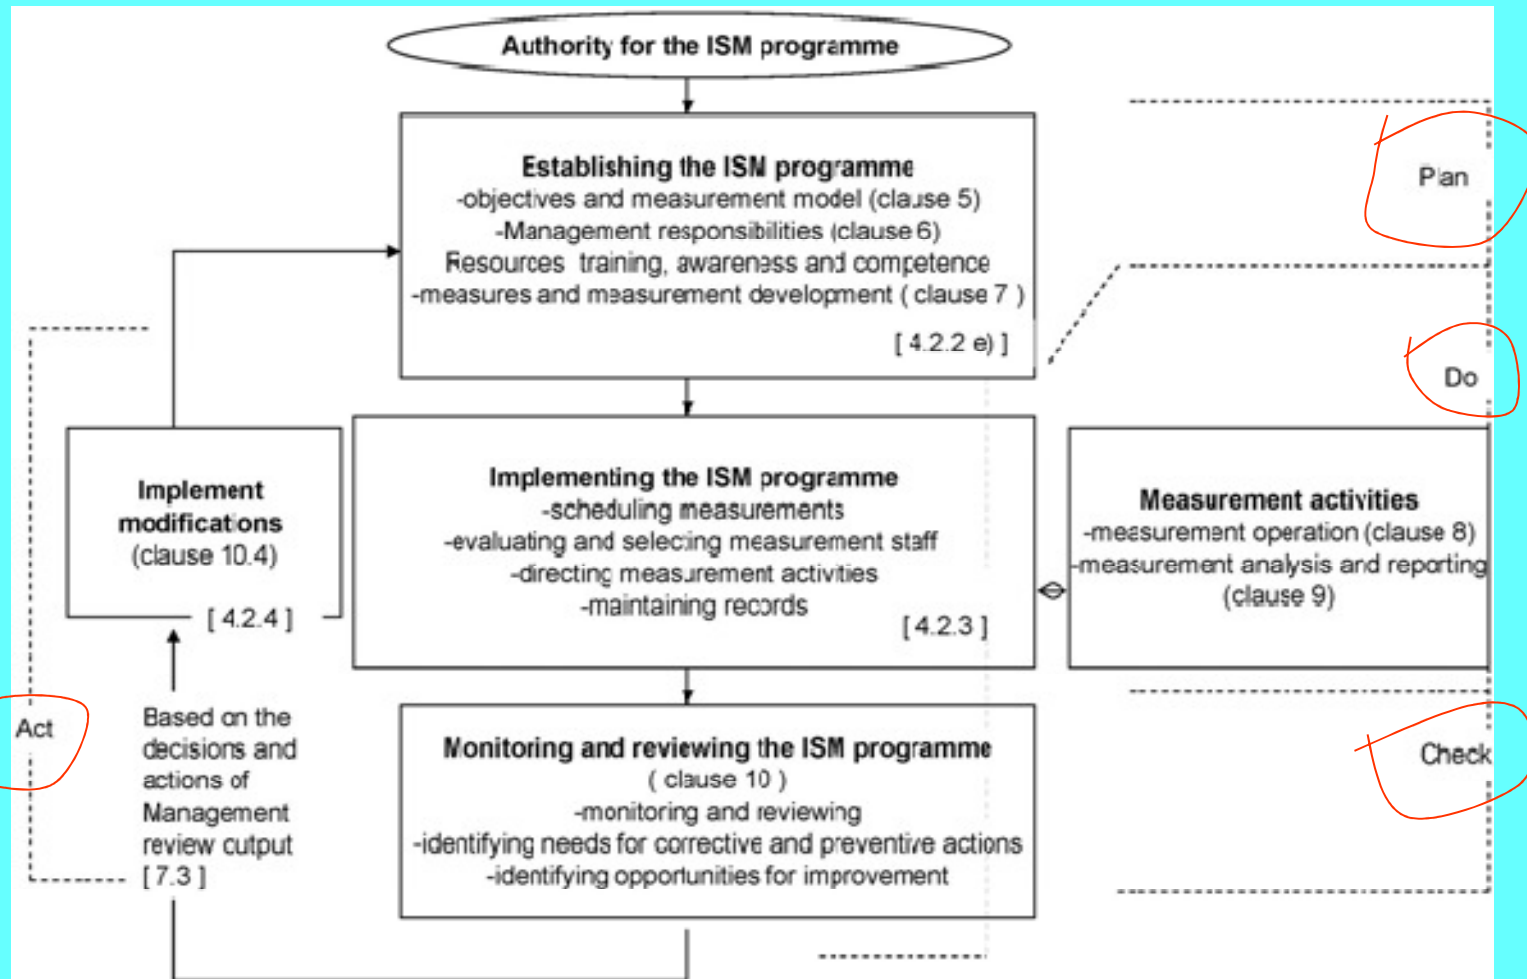 Authority for the ISM programme
Establishing the ISM programme
-objectives and measurement model (clause 5)
-Management responsibilities (clause 6)
Resources training, awareness and competence
-measures and measurement development ( clause 7 )
[ 4.2.2 e) ]
Plan
Do
Implement
modifications
(clause 10.4)
[ 4.2.4 ]
Implementing the ISM programme
-scheduling measurements
-evaluating and selecting measurement staff
-directing measurement activities
-maintaining records
[ 4.2.3 ]
Measurement activities
-measurement operation (clause 8)
-measurement analysis and reporting
(clause 9)
Act
Based on the
decisions and
actions of
Management
review output
[ 7.3 ]
Monitoring and reviewing the ISM programme
( clause 10 )
-monitoring and reviewing
-identifying needs for corrective and preventive actions
-identifying opportunities for improvement
Check